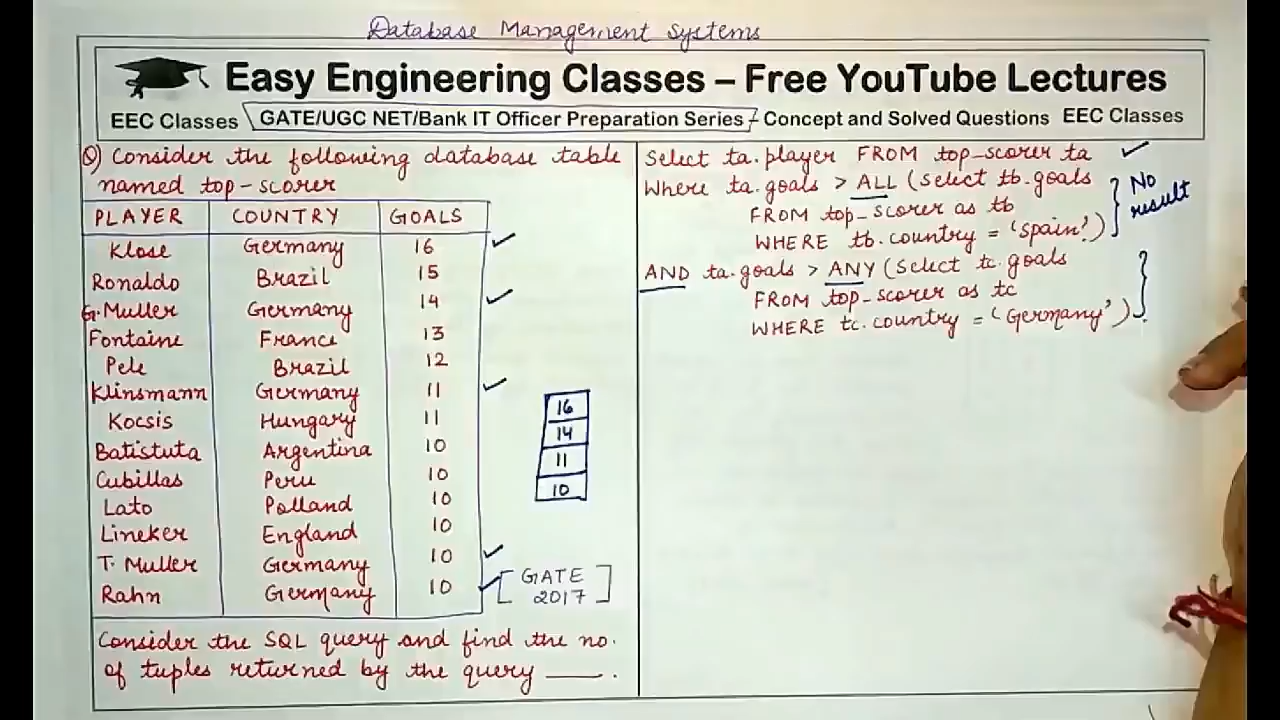 Database Management Systems
Easy Engineering Classes – Free YouTube Lectures
EEC Classes GATE/UGC NET/Bank IT Officer Preparation Series – Concept and Solved Questions EEC Classes
Q) Consider the following database table
named top-scorer
PLAYER COUNTRY GOALS
Klose Germany 16
Ronaldo Brazil 15
G.Muller Germany 14
Fontaine France 13
Pele Brazil 12
Klinsmann Germany 11
Kocsis Hungary 11
Batistuta Argentina 10
Cubillas Peru 10
Lato Polland 10
Lineker England 10
T. Muller Germany 10
Rahn Germany 10
16
14
11
10
[GATE
2017]
Consider the SQL query and find the no.
of tuples returned by the query ____.
Select ta.player FROM top-scorer ta
Where ta.goals > ALL (Select tb.goals
FROM top-scorer as tb
WHERE tb.country = 'Spain')
AND ta.goals > ANY (Select tc.goals
FROM top-scorer as tc
WHERE tc.country = 'Germany')
No
result